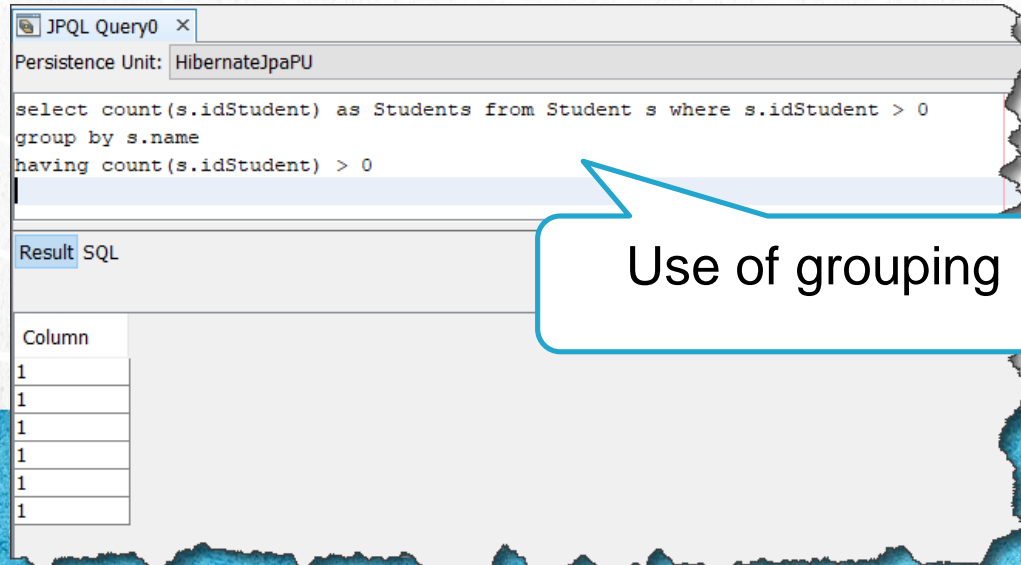 JPQL Query0 ×
Persistence Unit: HibernateJpaPU
select count(s.idStudent) as Students from Student s where s.idStudent > 0
group by s.name
having count(s.idStudent) > 0
Use of grouping
Result SQL
Column
1
1
1
1
1
1